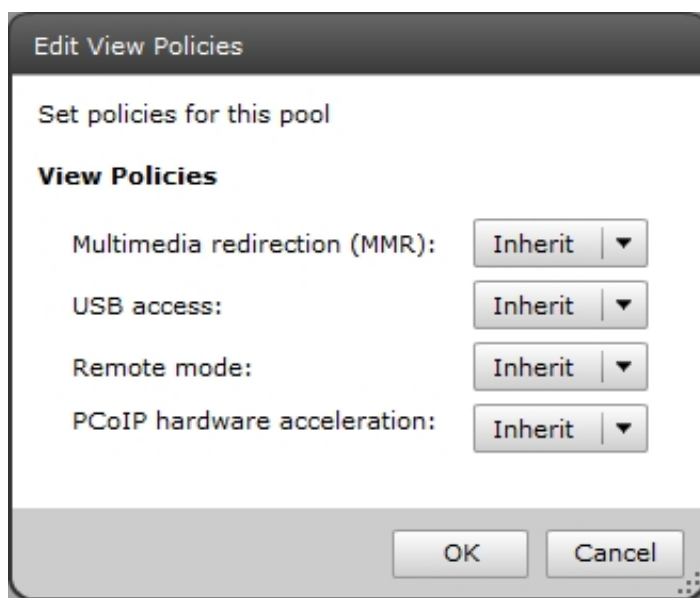 Edit View Policies
Set policies for this pool
View Policies
Multimedia redirection (MMR): Inherit
USB access: Inherit
Remote mode: Inherit
PCoIP hardware acceleration: Inherit
OK Cancel